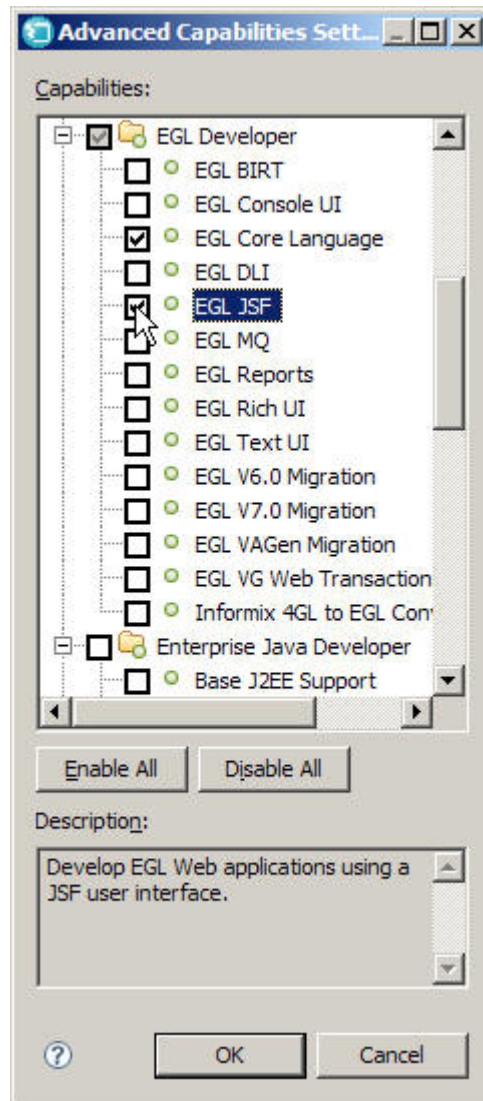 Advanced Capabilities Sett...
Capabilities:
EGL Developer
EGL BIRT
EGL Console UI
EGL Core Language
EGL DLI
EGL JSF
EGL MQ
EGL Reports
EGL Rich UI
EGL Text UI
EGL V6.0 Migration
EGL V7.0 Migration
EGL VAGen Migration
EGL VG Web Transaction
Informix 4GL to EGL Con
Enterprise Java Developer
Base J2EE Support
Enable All Disable All
Description:
Develop EGL Web applications using a
JSF user interface.
? OK Cancel